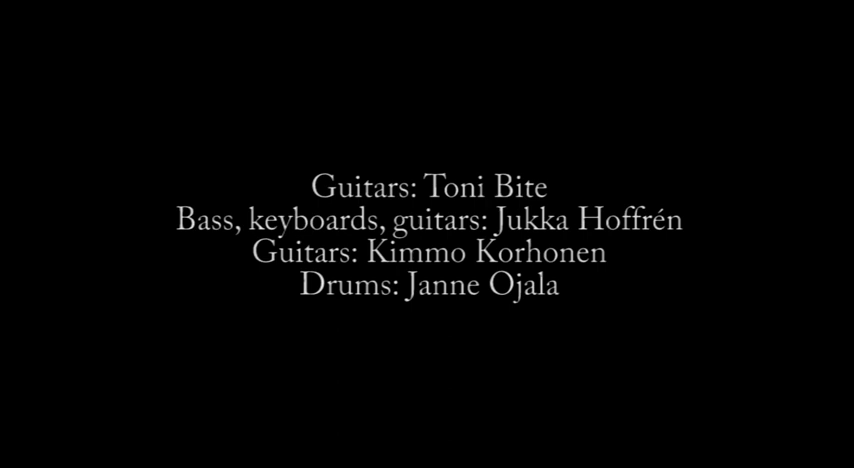 Guitars: Toni Bite
Bass, keyboards, guitars: Jukka Hoffrén
Guitars: Kimmo Korhonen
Drums: Janne Ojala